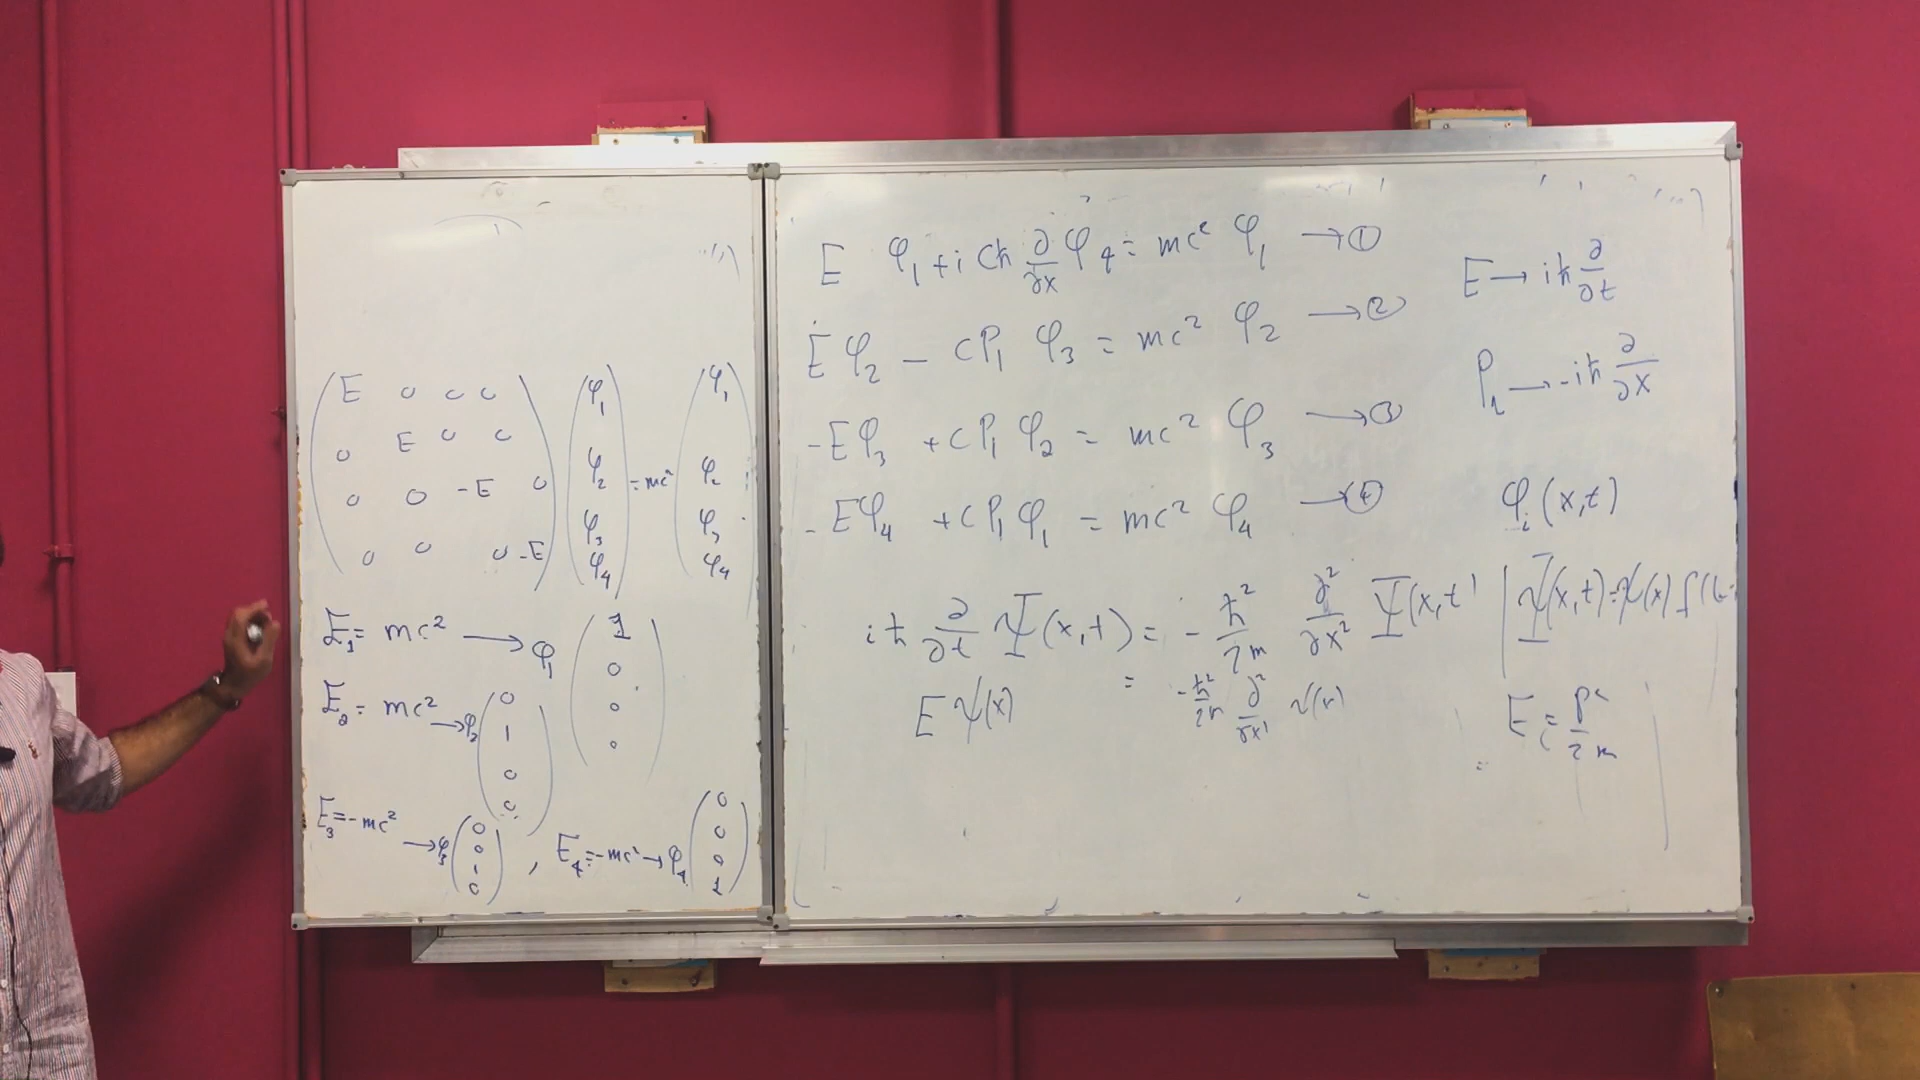 ( E 0 0 0 ) ( φ₁ ) ( φ₁ )
( 0 E 0 0 ) ( φ₂ ) = mc² ( φ₂ )
( 0 0 -E 0 ) ( φ₃ ) ( φ₃ )
( 0 0 0 -E ) ( φ₄ ) ( φ₄ )
E₁ = mc² → φ₁ ( 1 0 0 0 )
E₂ = mc² → φ₂ ( 0 1 0 0 )
E₃ = -mc² → φ₃ ( 0 0 1 0 ) , E₄ = -mc² → φ₄ ( 0 0 0 1 )
E φ₁ + i cħ ∂/∂x φ₄ = mc² φ₁ → ①
E φ₂ - cP₁ φ₃ = mc² φ₂ → ②
-Eφ₃ + cP₁ φ₂ = mc² φ₃ → ③
-Eφ₄ + cP₁ φ₁ = mc² φ₄ → ④
E → iħ ∂/∂t
P₁ → -iħ ∂/∂x
φᵢ (x,t)
iħ ∂/∂t Ψ(x,t) = - ħ²/2m ∂²/∂x² Ψ(x,t) | Ψ(x,t) = ψ(x) f(t)
E ψ(x) = -ħ²/2m ∂²/∂x² ψ(x)
E = p²/2m